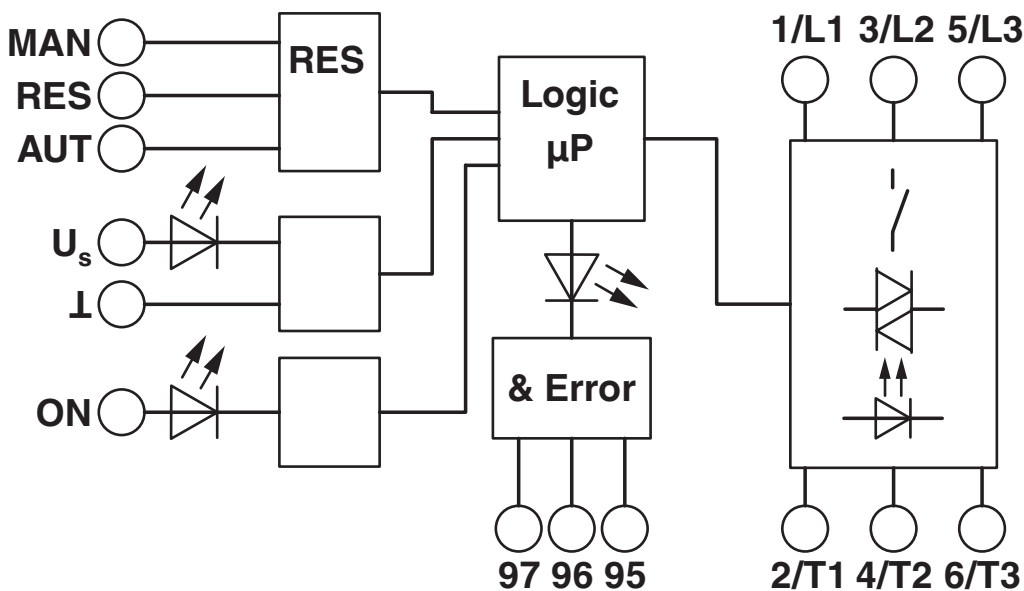 MAN
RES
AUT
RES
Us
⊥
ON
Logic
µP
& Error
97 96 95
1/L1 3/L2 5/L3
2/T1 4/T2 6/T3